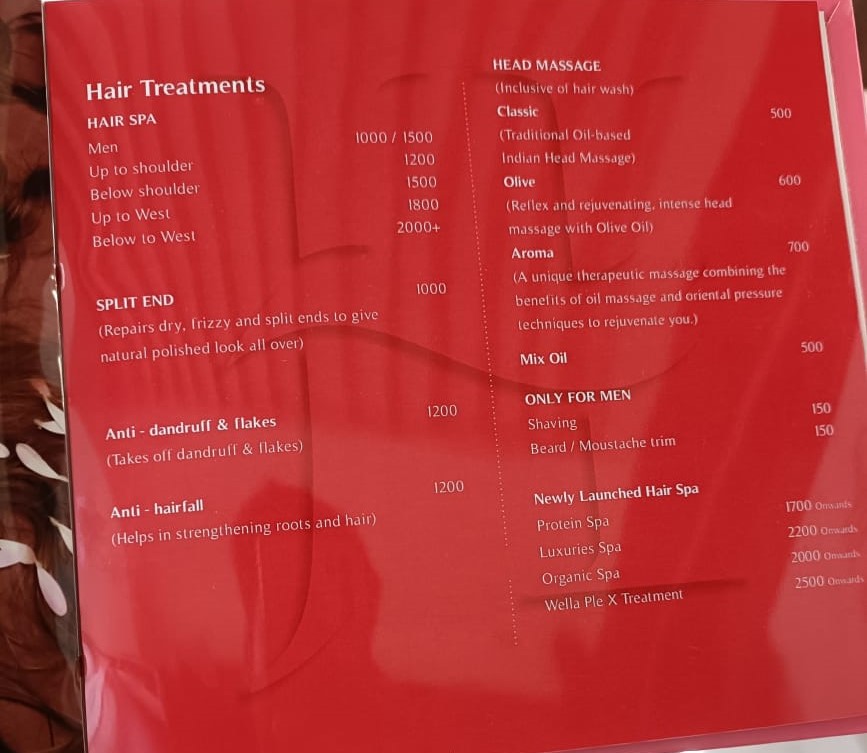 Hair Treatments
HAIR SPA
Men 1000 / 1500
Up to shoulder 1200
Below shoulder 1500
Up to West 1800
Below to West 2000+
SPLIT END 1000
(Repairs dry, frizzy and split ends to give
natural polished look all over)
Anti - dandruff & flakes 1200
(Takes off dandruff & flakes)
Anti - hairfall 1200
(Helps in strengthening roots and hair)
HEAD MASSAGE
(Inclusive of hair wash)
Classic 500
(Traditional Oil-based
Indian Head Massage)
Olive 600
(Reflex and rejuvenating, intense head
massage with Olive Oil)
Aroma 700
(A unique therapeutic massage combining the
benefits of oil massage and oriental pressure
techniques to rejuvenate you.)
Mix Oil 500
ONLY FOR MEN
Shaving 150
Beard / Moustache trim 150
Newly Launched Hair Spa
Protein Spa 1700 Onwards
Luxuries Spa 2200 Onwards
Organic Spa 2000 Onwards
Wella Ple X Treatment 2500 Onwards